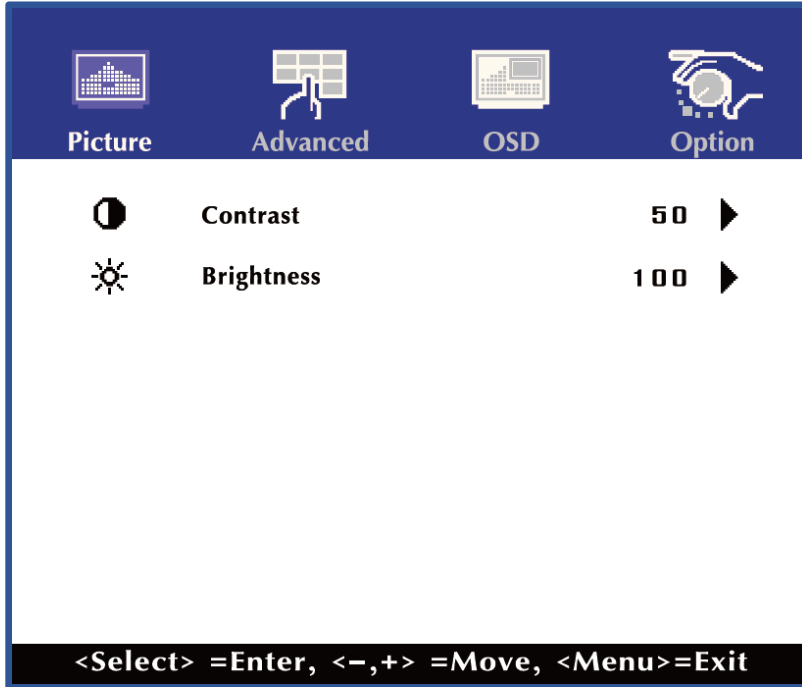 Picture Advanced OSD Option
Contrast 50
Brightness 100
<Select> =Enter, <–,+> =Move, <Menu>=Exit